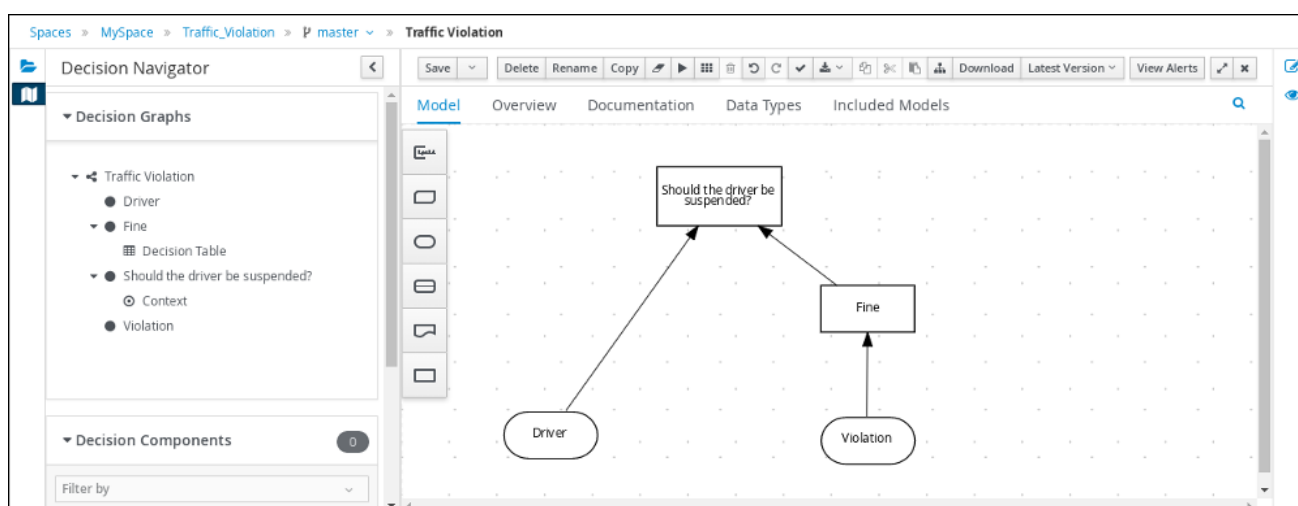 Spaces » MySpace » Traffic_Violation » master » Traffic Violation
Decision Navigator
Save Delete Rename Copy Download Latest Version View Alerts
Model Overview Documentation Data Types Included Models
Decision Graphs
Traffic Violation
Driver
Fine
Decision Table
Should the driver be suspended?
Context
Violation
Decision Components 0
Filter by
Should the driver be
suspended?
Fine
Driver
Violation